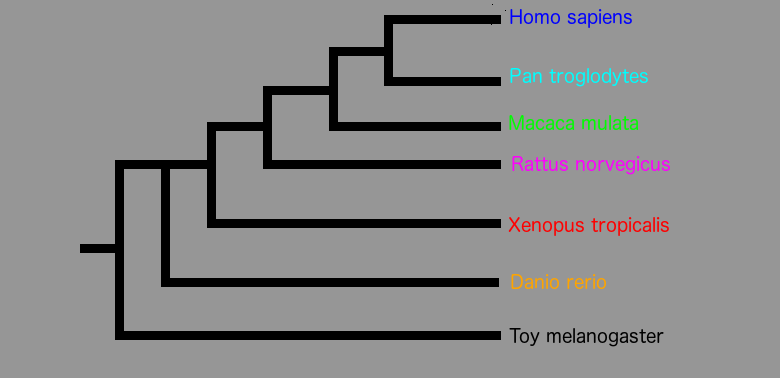 Homo sapiens
Pan troglodytes
Macaca mulata
Rattus norvegicus
Xenopus tropicalis
Danio rerio
Toy melanogaster